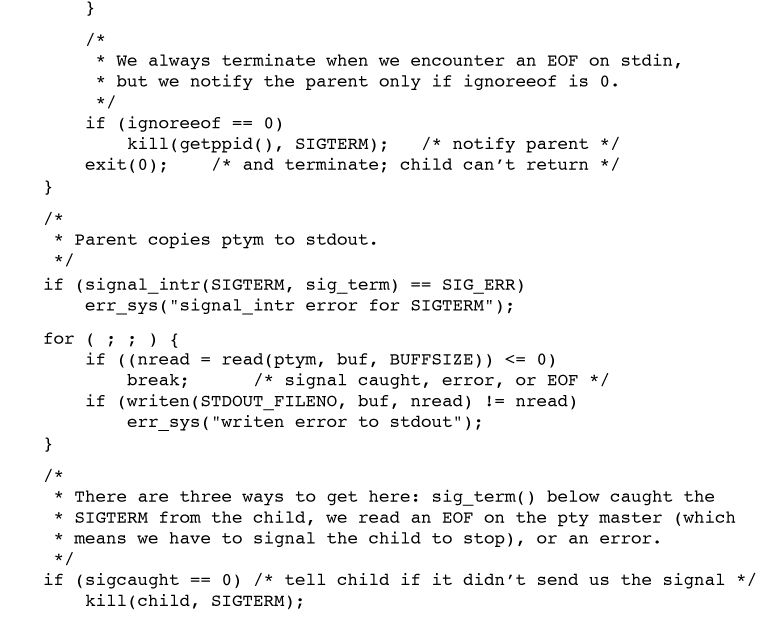 }

        /*
         * We always terminate when we encounter an EOF on stdin,
         * but we notify the parent only if ignoreeof is 0.
         */
        if (ignoreeof == 0)
            kill(getppid(), SIGTERM);   /* notify parent */
        exit(0);    /* and terminate; child can’t return */
    }

    /*
     * Parent copies ptym to stdout.
     */
    if (signal_intr(SIGTERM, sig_term) == SIG_ERR)
        err_sys("signal_intr error for SIGTERM");

    for ( ; ; ) {
        if ((nread = read(ptym, buf, BUFFSIZE)) <= 0)
            break;      /* signal caught, error, or EOF */
        if (writen(STDOUT_FILENO, buf, nread) != nread)
            err_sys("writen error to stdout");
    }

    /*
     * There are three ways to get here: sig_term() below caught the
     * SIGTERM from the child, we read an EOF on the pty master (which
     * means we have to signal the child to stop), or an error.
     */
    if (sigcaught == 0) /* tell child if it didn’t send us the signal */
        kill(child, SIGTERM);